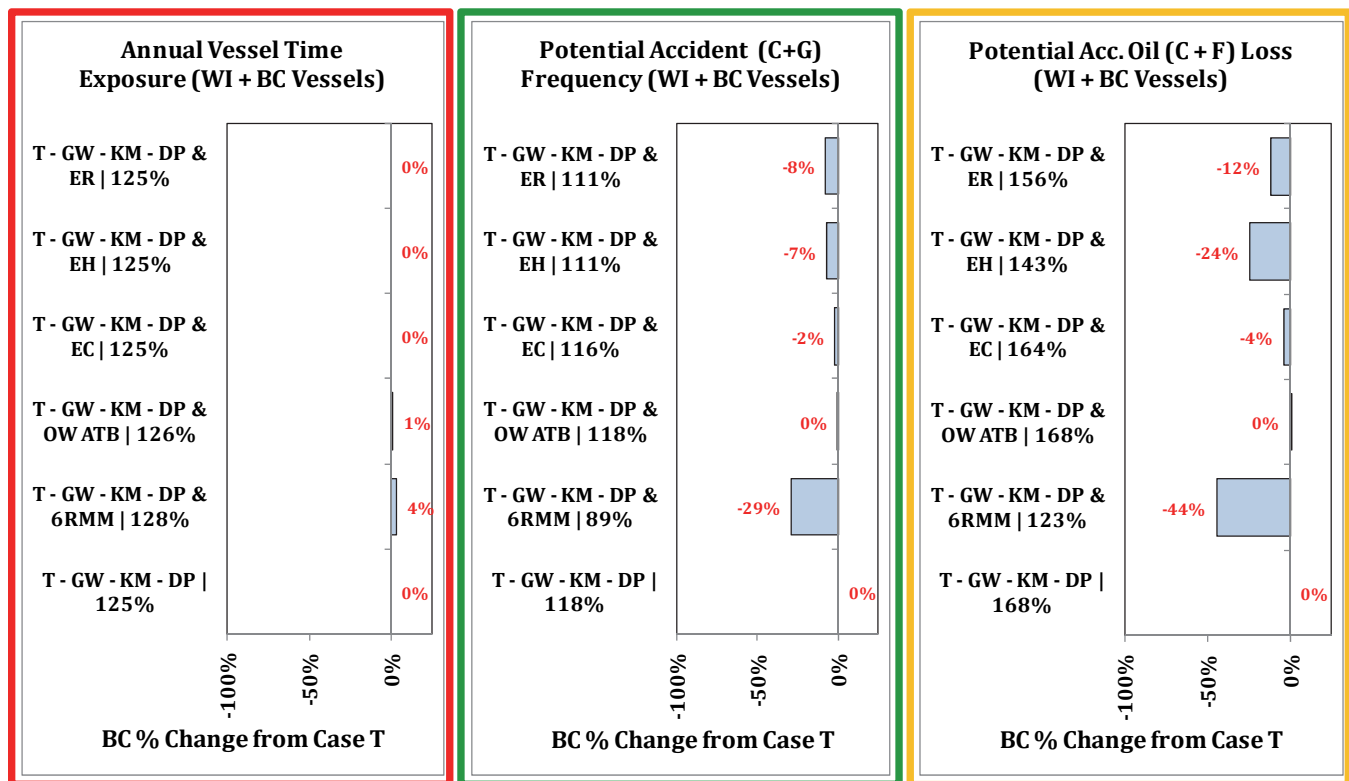 Annual Vessel Time
Exposure (WI + BC Vessels)
T - GW - KM - DP &
ER | 125%
0%
T - GW - KM - DP &
EH | 125%
0%
T - GW - KM - DP &
EC | 125%
0%
T - GW - KM - DP &
OW ATB | 126%
1%
T - GW - KM - DP &
6RMM | 128%
4%
T - GW - KM - DP |
125%
0%
-100%
-50%
0%
BC % Change from Case T
Potential Accident (C+G)
Frequency (WI + BC Vessels)
T - GW - KM - DP &
ER | 111%
-8%
T - GW - KM - DP &
EH | 111%
-7%
T - GW - KM - DP &
EC | 116%
-2%
T - GW - KM - DP &
OW ATB | 118%
0%
T - GW - KM - DP &
6RMM | 89%
-29%
T - GW - KM - DP |
118%
0%
-100%
-50%
0%
BC % Change from Case T
Potential Acc. Oil (C + F) Loss
(WI + BC Vessels)
T - GW - KM - DP &
ER | 156%
-12%
T - GW - KM - DP &
EH | 143%
-24%
T - GW - KM - DP &
EC | 164%
-4%
T - GW - KM - DP &
OW ATB | 168%
0%
T - GW - KM - DP &
6RMM | 123%
-44%
T - GW - KM - DP |
168%
0%
-100%
-50%
0%
BC % Change from Case T